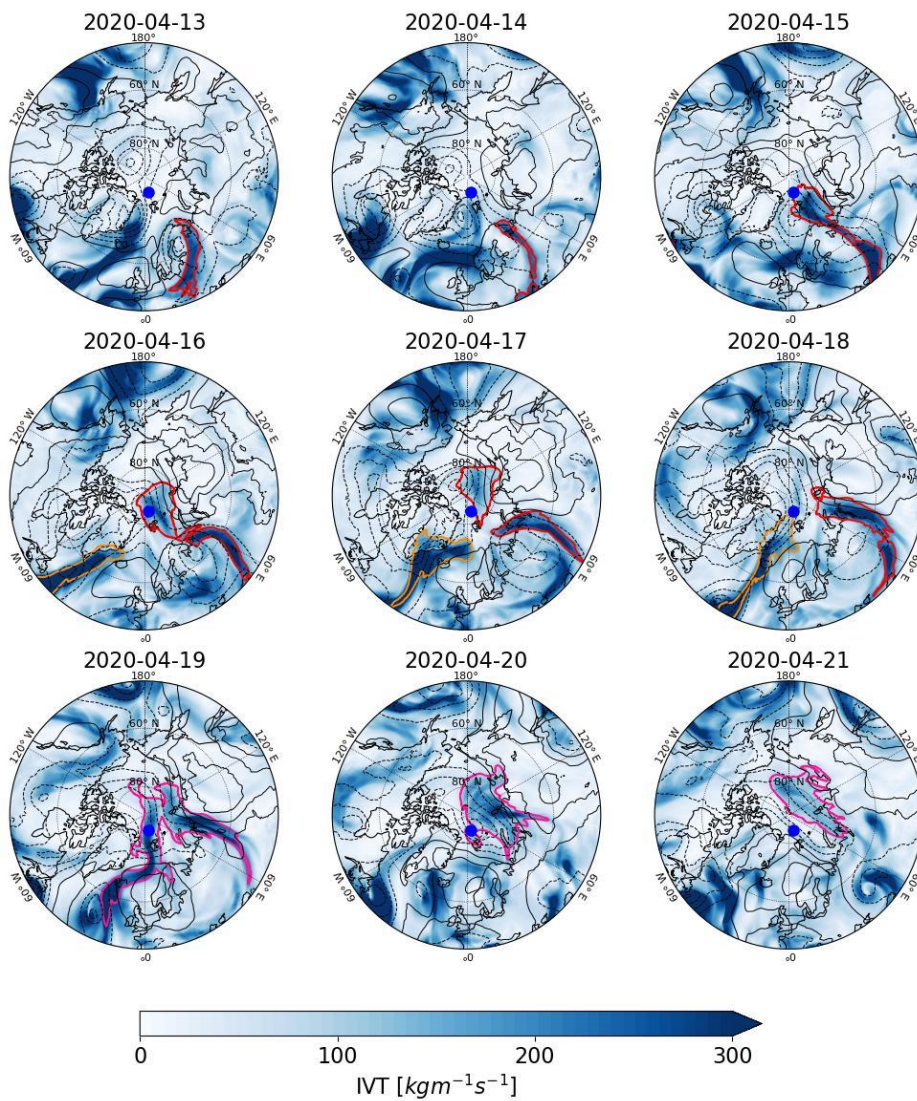 2020-04-13 2020-04-14 2020-04-15
180° 180° 180°
60° N 60° N 60° N
120° W 120° E 120° W 120° E 120° W 120° E
80° N 80° N 80° N
60° W 60° E 60° W 60° E 60° W 60° E
0° 0° 0°
2020-04-16 2020-04-17 2020-04-18
180° 180° 180°
60° N 60° N 60° N
120° W 120° E 120° W 120° E 120° W 120° E
80° N 80° N 80° N
60° W 60° E 60° W 60° E 60° W 60° E
0° 0° 0°
2020-04-19 2020-04-20 2020-04-21
180° 180° 180°
60° N 60° N 60° N
120° W 120° E 120° W 120° E 120° W 120° E
80° N 80° N 80° N
60° W 60° E 60° W 60° E 60° W 60° E
0° 0° 0°
0 100 200 300
IVT [kgm⁻¹s⁻¹]